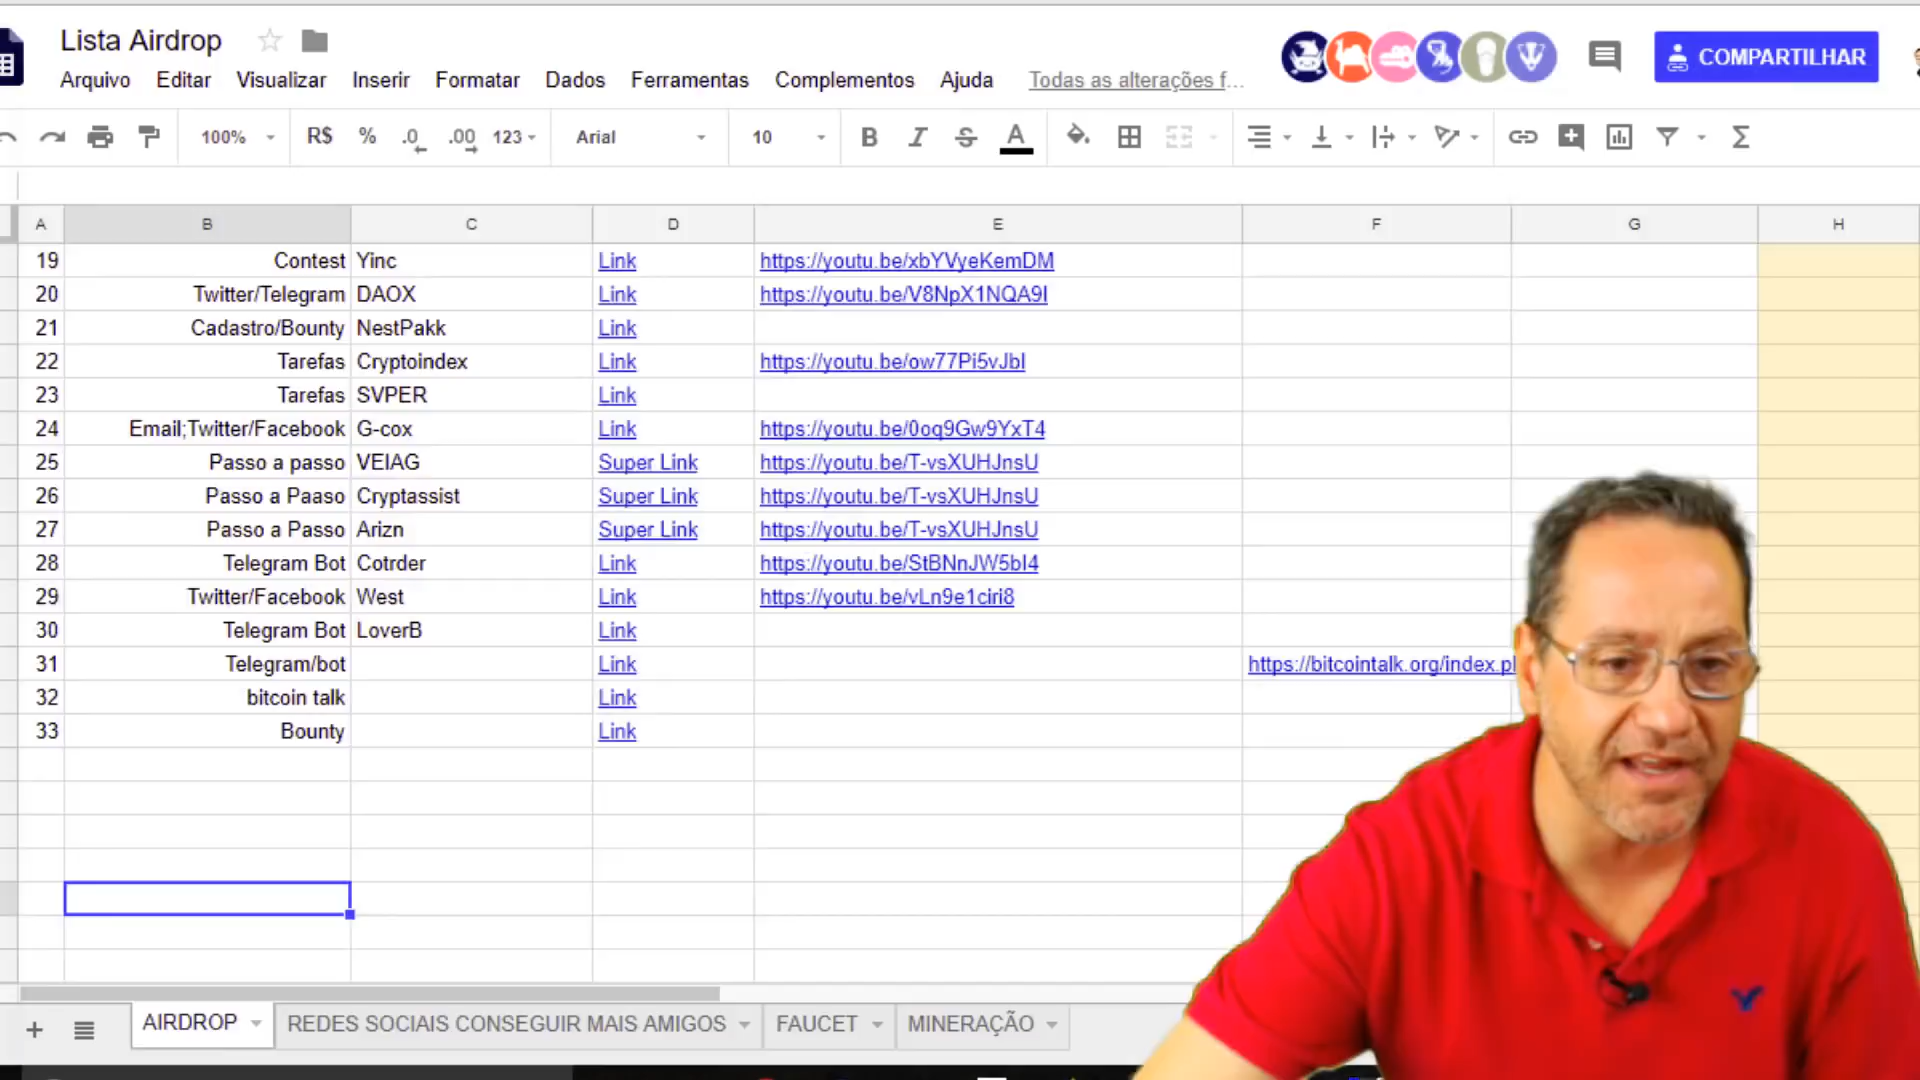 Lista Airdrop
Arquivo Editar Visualizar Inserir Formatar Dados Ferramentas Complementos Ajuda Todas as alterações f...
COMPARTILHAR
100% R$ % .0 .00 123 Arial 10 B I S A
A B C D E F G H
19 Contest Yinc Link https://youtu.be/xbYVyeKemDM
20 Twitter/Telegram DAOX Link https://youtu.be/V8NpX1NQA9I
21 Cadastro/Bounty NestPakk Link
22 Tarefas Cryptoindex Link https://youtu.be/ow77Pi5vJbI
23 Tarefas SVPER Link
24 Email;Twitter/Facebook G-cox Link https://youtu.be/0oq9Gw9YxT4
25 Passo a passo VEIAG Super Link https://youtu.be/T-vsXUHJnsU
26 Passo a Paaso Cryptassist Super Link https://youtu.be/T-vsXUHJnsU
27 Passo a Passo Arizn Super Link https://youtu.be/T-vsXUHJnsU
28 Telegram Bot Cotrder Link https://youtu.be/StBNnJW5bI4
29 Twitter/Facebook West Link https://youtu.be/vLn9e1ciri8
30 Telegram Bot LoverB Link
31 Telegram/bot Link https://bitcointalk.org/index.pl
32 bitcoin talk Link
33 Bounty Link
AIRDROP REDES SOCIAIS CONSEGUIR MAIS AMIGOS FAUCET MINERAÇÃO